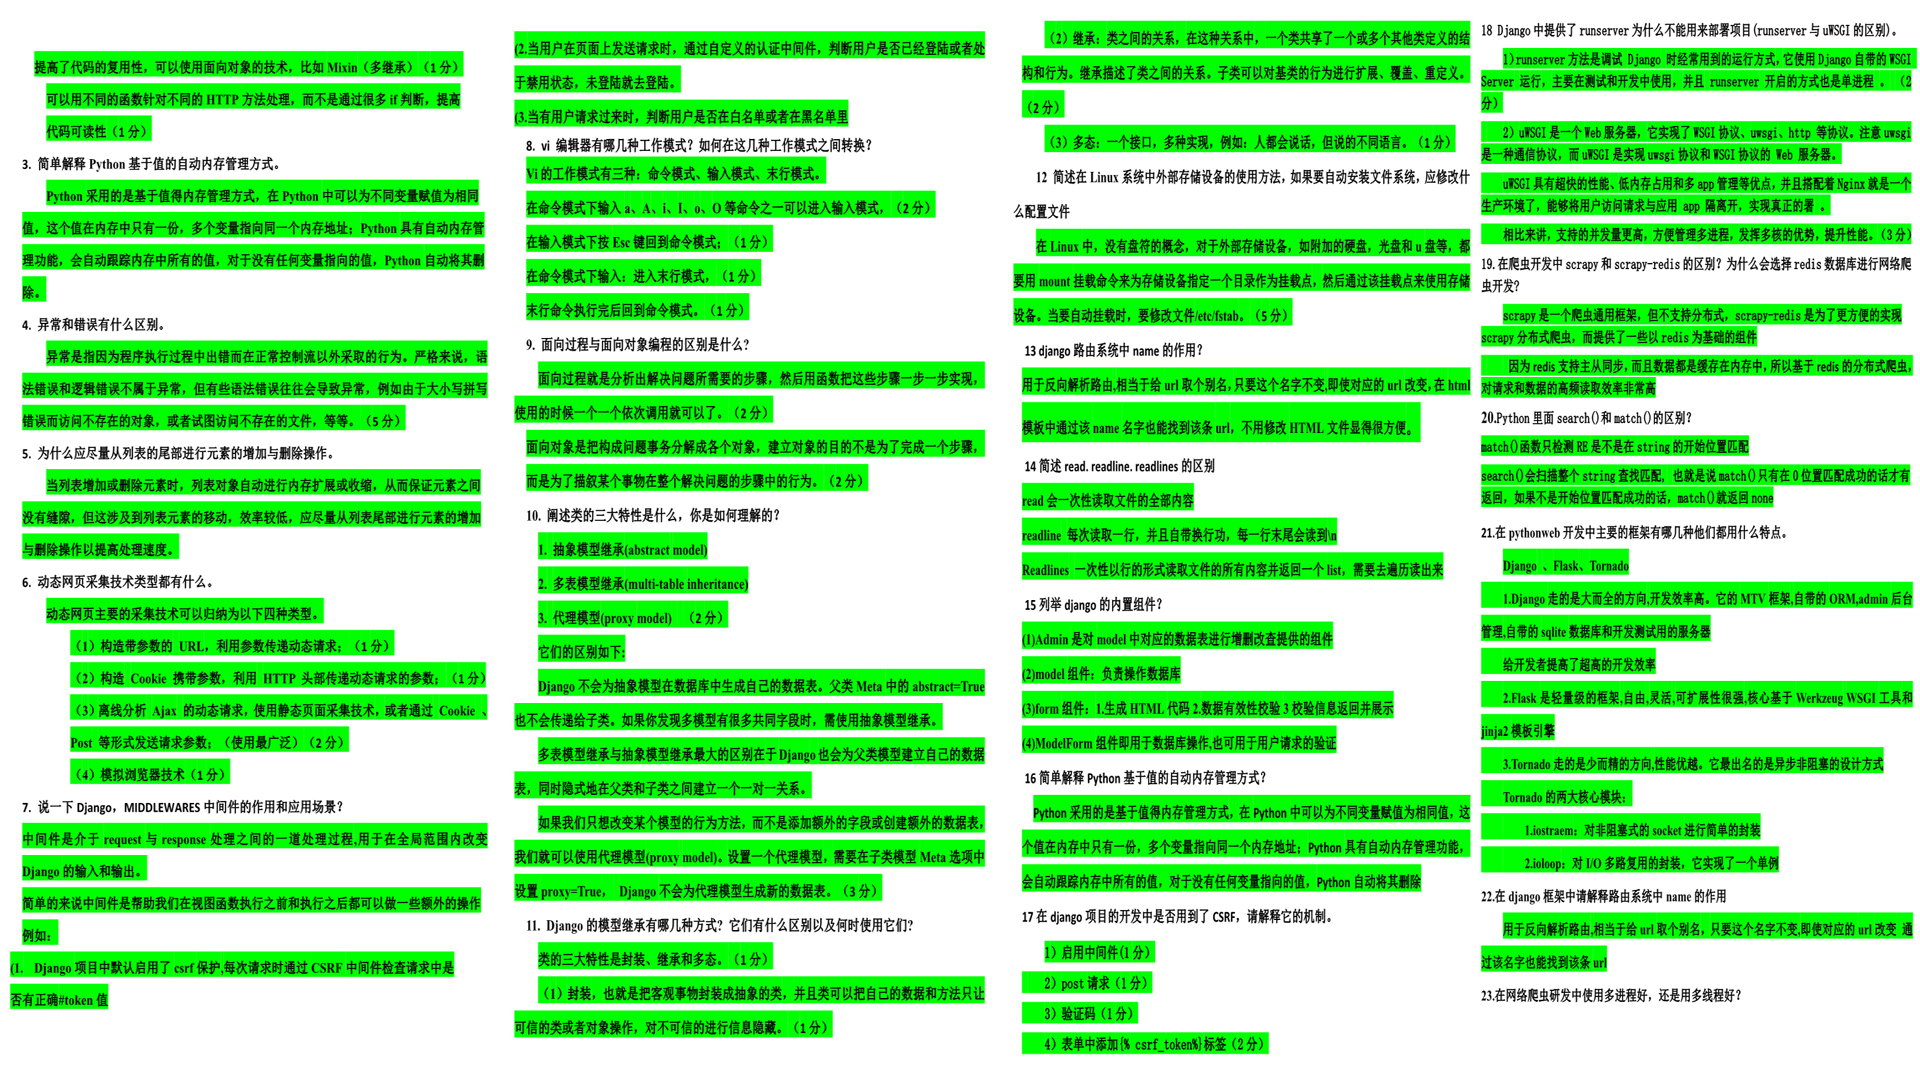 提高了代码的复用性，可以使用面向对象的技术，比如 Mixin（多继承）（1 分）
可以用不同的函数针对不同的 HTTP 方法处理，而不是通过很多 if 判断，提高
代码可读性（1 分）
3. 简单解释 Python 基于值的自动内存管理方式。
Python 采用的是基于值得内存管理方式，在 Python 中可以为不同变量赋值为相同
值，这个值在内存中只有一份，多个变量指向同一个内存地址；Python 具有自动内存管
理功能，会自动跟踪内存中所有的值，对于没有任何变量指向的值，Python 自动将其删
除。
4. 异常和错误有什么区别。
异常是指因为程序执行过程中出错而在正常控制流以外采取的行为。严格来说，语
法错误和逻辑错误不属于异常，但有些语法错误往往会导致异常，例如由于大小写拼写
错误而访问不存在的对象，或者试图访问不存在的文件，等等。（5 分）
5. 为什么应尽量从列表的尾部进行元素的增加与删除操作。
当列表增加或删除元素时，列表对象自动进行内存扩展或收缩，从而保证元素之间
没有缝隙，但这涉及到列表元素的移动，效率较低，应尽量从列表尾部进行元素的增加
与删除操作以提高处理速度。
6. 动态网页采集技术类型都有什么。
动态网页主要的采集技术可以归纳为以下四种类型。
（1）构造带参数的 URL，利用参数传递动态请求；（1 分）
（2）构造 Cookie 携带参数，利用 HTTP 头部传递动态请求的参数；（1 分）
（3）离线分析 Ajax 的动态请求，使用静态页面采集技术，或者通过 Cookie 、
Post 等形式发送请求参数；（使用最广泛）（2 分）
（4）模拟浏览器技术（1 分）
7. 说一下 Django，MIDDLEWARES 中间件的作用和应用场景?
中间件是介于 request 与 response 处理之间的一道处理过程,用于在全局范围内改变
Django 的输入和输出。
简单的来说中间件是帮助我们在视图函数执行之前和执行之后都可以做一些额外的操作
例如：
(1. Django 项目中默认启用了 csrf 保护,每次请求时通过 CSRF 中间件检查请求中是
否有正确#token 值
(2.当用户在页面上发送请求时，通过自定义的认证中间件，判断用户是否已经登陆或者处
于禁用状态，未登陆就去登陆。
(3.当有用户请求过来时，判断用户是否在白名单或者在黑名单里
8. vi 编辑器有哪几种工作模式？如何在这几种工作模式之间转换?
Vi 的工作模式有三种：命令模式、输入模式、末行模式。
在命令模式下输入 a、A、i、I、o、O 等命令之一可以进入输入模式，（2 分）
在输入模式下按 Esc 键回到命令模式；（1 分）
在命令模式下输入：进入末行模式，（1 分）
末行命令执行完后回到命令模式。（1 分）
9. 面向过程与面向对象编程的区别是什么?
面向过程就是分析出解决问题所需要的步骤，然后用函数把这些步骤一步一步实现，
使用的时候一个一个依次调用就可以了。（2 分）
面向对象是把构成问题事务分解成各个对象，建立对象的目的不是为了完成一个步骤，
而是为了描叙某个事物在整个解决问题的步骤中的行为。（2 分）
10. 阐述类的三大特性是什么，你是如何理解的?
1. 抽象模型继承(abstract model)
2. 多表模型继承(multi-table inheritance)
3. 代理模型(proxy model) （2 分）
它们的区别如下:
Django 不会为抽象模型在数据库中生成自己的数据表。父类 Meta 中的 abstract=True
也不会传递给子类。如果你发现多模型有很多共同字段时，需使用抽象模型继承。
多表模型继承与抽象模型继承最大的区别在于 Django 也会为父类模型建立自己的数据
表，同时隐式地在父类和子类之间建立一个一对一关系。
如果我们只想改变某个模型的行为方法，而不是添加额外的字段或创建额外的数据表，
我们就可以使用代理模型(proxy model)。设置一个代理模型，需要在子类模型 Meta 选项中
设置 proxy=True， Django 不会为代理模型生成新的数据表。（3 分）
11. Django 的模型继承有哪几种方式? 它们有什么区别以及何时使用它们?
类的三大特性是封装、继承和多态。（1 分）
（1）封装，也就是把客观事物封装成抽象的类，并且类可以把自己的数据和方法只让
可信的类或者对象操作，对不可信的进行信息隐藏。（1 分）
（2）继承：类之间的关系，在这种关系中，一个类共享了一个或多个其他类定义的结
构和行为。继承描述了类之间的关系。子类可以对基类的行为进行扩展、覆盖、重定义。
（2 分）
（3）多态：一个接口，多种实现，例如：人都会说话，但说的不同语言。（1 分）
12 简述在 Linux 系统中外部存储设备的使用方法，如果要自动安装文件系统，应修改什
么配置文件
在 Linux 中，没有盘符的概念，对于外部存储设备，如附加的硬盘，光盘和 u 盘等，都
要用 mount 挂载命令来为存储设备指定一个目录作为挂载点，然后通过该挂载点来使用存储
设备。当要自动挂载时，要修改文件/etc/fstab。（5 分）
13 django 路由系统中 name 的作用?
用于反向解析路由,相当于给 url 取个别名,只要这个名字不变,即使对应的 url 改变,在 html
模板中通过该 name 名字也能找到该条 url，不用修改 HTML 文件显得很方便。
14 简述 read. readline. readlines 的区别
read 会一次性读取文件的全部内容
readline 每次读取一行，并且自带换行功，每一行末尾会读到\n
Readlines 一次性以行的形式读取文件的所有内容并返回一个 list，需要去遍历读出来
15 列举 django 的内置组件?
(1)Admin 是对 model 中对应的数据表进行增删改查提供的组件
(2)model 组件：负责操作数据库
(3)form 组件：1.生成 HTML 代码 2.数据有效性校验 3 校验信息返回并展示
(4)ModelForm 组件即用于数据库操作,也可用于用户请求的验证
16 简单解释 Python 基于值的自动内存管理方式?
Python 采用的是基于值得内存管理方式，在 Python 中可以为不同变量赋值为相同值，这
个值在内存中只有一份，多个变量指向同一个内存地址；Python 具有自动内存管理功能，
会自动跟踪内存中所有的值，对于没有任何变量指向的值，Python 自动将其删除
17 在 django 项目的开发中是否用到了 CSRF，请解释它的机制。
1）启用中间件(1 分）
2）post 请求（1 分）
3）验证码（1 分）
4）表单中添加{% csrf_token%}标签（2 分）
18 Django 中提供了 runserver 为什么不能用来部署项目(runserver 与 uWSGI 的区别)。
1)runserver 方法是调试 Django 时经常用到的运行方式,它使用 Django 自带的 WSGI
Server 运行，主要在测试和开发中使用，并且 runserver 开启的方式也是单进程 。 （2
分）
2）uWSGI 是一个 Web 服务器，它实现了 WSGI 协议、uwsgi、http 等协议。注意 uwsgi
是一种通信协议，而 uWSGI 是实现 uwsgi 协议和 WSGI 协议的 Web 服务器。
uWSGI 具有超快的性能、低内存占用和多 app 管理等优点，并且搭配着 Nginx 就是一个
生产环境了，能够将用户访问请求与应用 app 隔离开，实现真正的署 。
相比来讲，支持的并发量更高，方便管理多进程，发挥多核的优势，提升性能。（3 分）
19. 在爬虫开发中 scrapy 和 scrapy-redis 的区别？为什么会选择 redis 数据库进行网络爬
虫开发?
scrapy 是一个爬虫通用框架，但不支持分布式，scrapy-redis 是为了更方便的实现
scrapy 分布式爬虫，而提供了一些以 redis 为基础的组件
因为 redis 支持主从同步，而且数据都是缓存在内存中，所以基于 redis 的分布式爬虫，
对请求和数据的高频读取效率非常高
20.Python 里面 search()和 match()的区别?
match()函数只检测 RE 是不是在 string 的开始位置匹配
search()会扫描整个 string 查找匹配, 也就是说 match()只有在 0 位置匹配成功的话才有
返回，如果不是开始位置匹配成功的话，match()就返回 none
21.在 pythonweb 开发中主要的框架有哪几种他们都用什么特点。
Django 、Flask、Tornado
1.Django 走的是大而全的方向,开发效率高。它的 MTV 框架,自带的 ORM,admin 后台
管理,自带的 sqlite 数据库和开发测试用的服务器
给开发者提高了超高的开发效率
2.Flask 是轻量级的框架,自由,灵活,可扩展性很强,核心基于 Werkzeug WSGI 工具和
jinja2 模板引擎
3.Tornado 走的是少而精的方向,性能优越。它最出名的是异步非阻塞的设计方式
Tornado 的两大核心模块：
1.iostraem：对非阻塞式的 socket 进行简单的封装
2.ioloop：对 I/O 多路复用的封装，它实现了一个单例
22.在 django 框架中请解释路由系统中 name 的作用
用于反向解析路由,相当于给 url 取个别名，只要这个名字不变,即使对应的 url 改变 通
过该名字也能找到该条 url
23.在网络爬虫研发中使用多进程好，还是用多线程好?